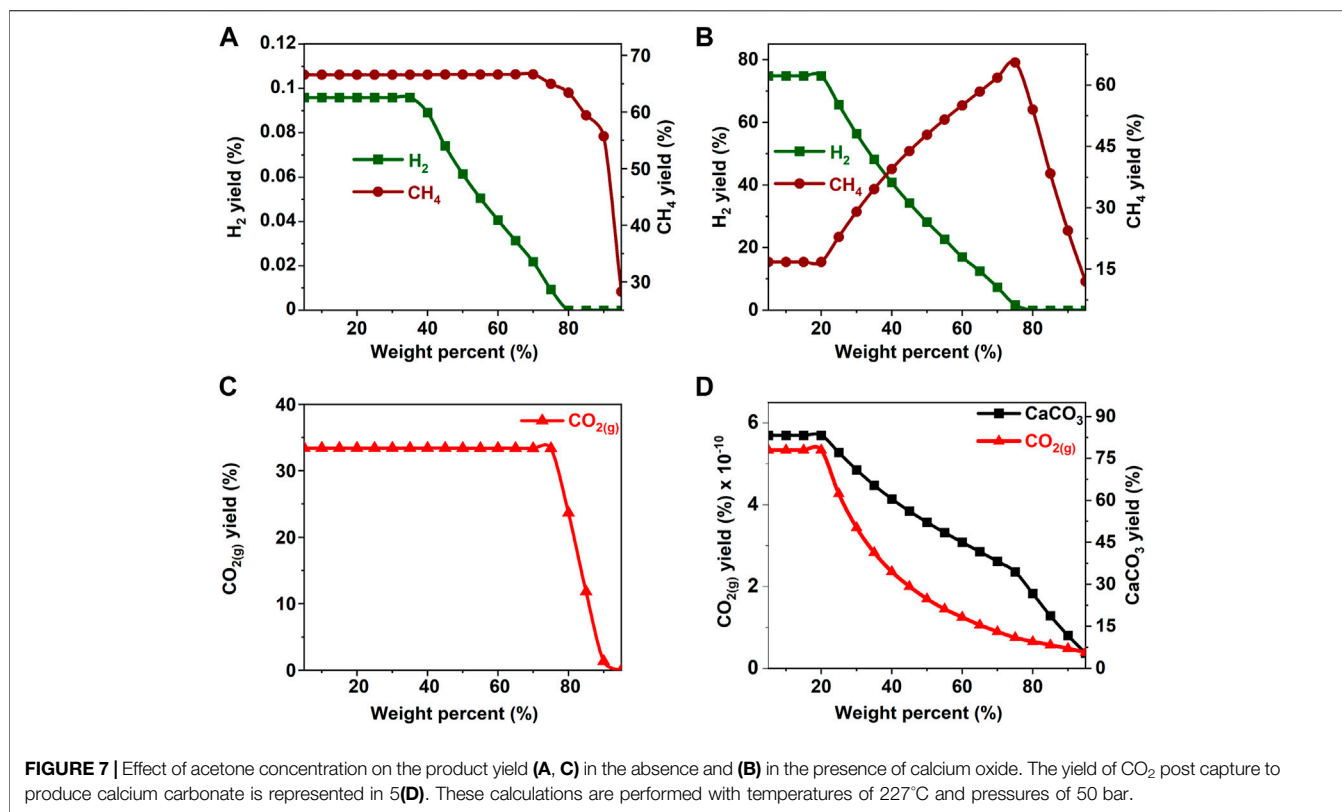 A
0.12
0.1
0.08
0.06
0.04
0.02
0
H2 yield (%)
H2
CH4
70
60
50
40
30
CH4 yield (%)
20
40
60
80
Weight percent (%)
B
80
60
40
20
0
H2 yield (%)
H2
CH4
60
45
30
15
CH4 yield (%)
20
40
60
80
Weight percent (%)
C
40
30
20
10
0
CO2(g) yield (%)
CO2(g)
20
40
60
80
Weight percent (%)
D
6
4
2
0
CO2(g) yield (%) x 10-10
CaCO3
CO2(g)
90
75
60
45
30
15
0
CaCO3 yield (%)
20
40
60
80
Weight percent (%)
FIGURE 7 | Effect of acetone concentration on the product yield (A, C) in the absence and (B) in the presence of calcium oxide. The yield of CO2 post capture to
produce calcium carbonate is represented in 5(D). These calculations are performed with temperatures of 227°C and pressures of 50 bar.